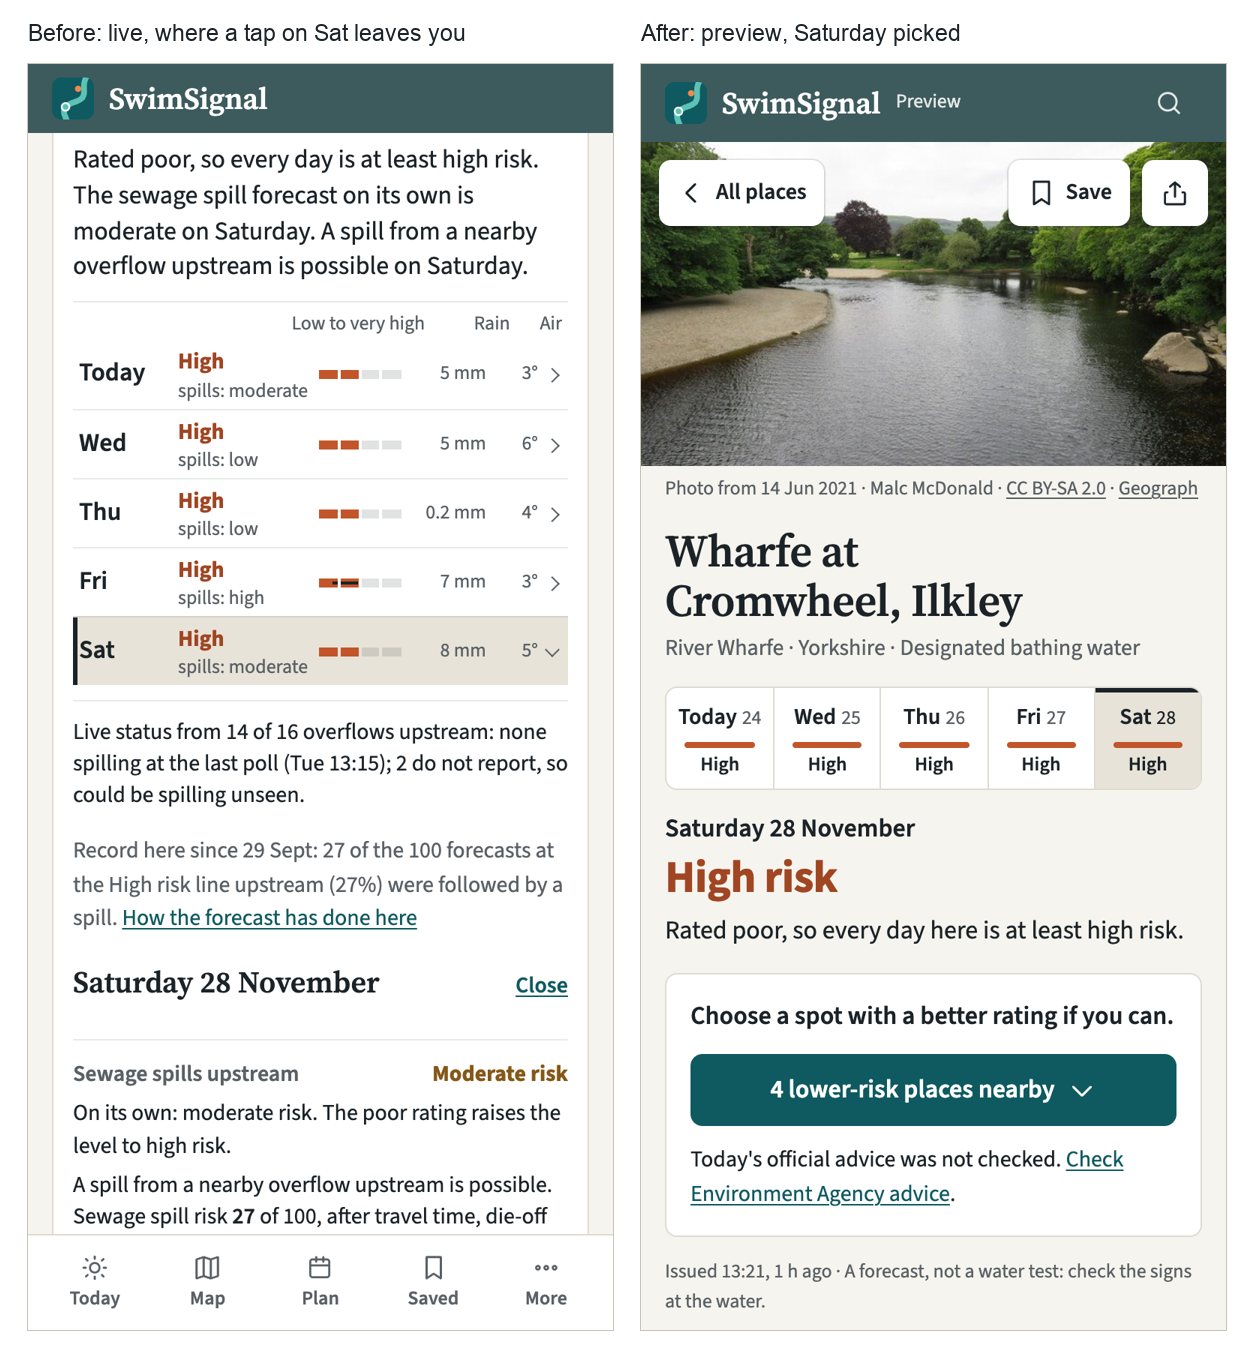 Before: live, where a tap on Sat leaves you
SwimSignal
Rated poor, so every day is at least high risk.
The sewage spill forecast on its own is
moderate on Saturday. A spill from a nearby
overflow upstream is possible on Saturday.
Low to very high Rain Air
Today High 5 mm 3°
spills: moderate
Wed High 5 mm 6°
spills: low
Thu High 0.2 mm 4°
spills: low
Fri High 7 mm 3°
spills: high
Sat High 8 mm 5°
spills: moderate
Live status from 14 of 16 overflows upstream: none
spilling at the last poll (Tue 13:15); 2 do not report, so
could be spilling unseen.
Record here since 29 Sept: 27 of the 100 forecasts at
the High risk line upstream (27%) were followed by a
spill. How the forecast has done here
Saturday 28 November Close
Sewage spills upstream Moderate risk
On its own: moderate risk. The poor rating raises the
level to high risk.
A spill from a nearby overflow upstream is possible.
Sewage spill risk 27 of 100, after travel time, die-off
Today Map Plan Saved More
After: preview, Saturday picked
SwimSignal Preview
All places Save
Photo from 14 Jun 2021 · Malc McDonald · CC BY-SA 2.0 · Geograph
Wharfe at
Cromwheel, Ilkley
River Wharfe · Yorkshire · Designated bathing water
Today 24 Wed 25 Thu 26 Fri 27 Sat 28
High High High High High
Saturday 28 November
High risk
Rated poor, so every day here is at least high risk.
Choose a spot with a better rating if you can.
4 lower-risk places nearby
Today's official advice was not checked. Check
Environment Agency advice.
Issued 13:21, 1 h ago · A forecast, not a water test: check the signs
at the water.